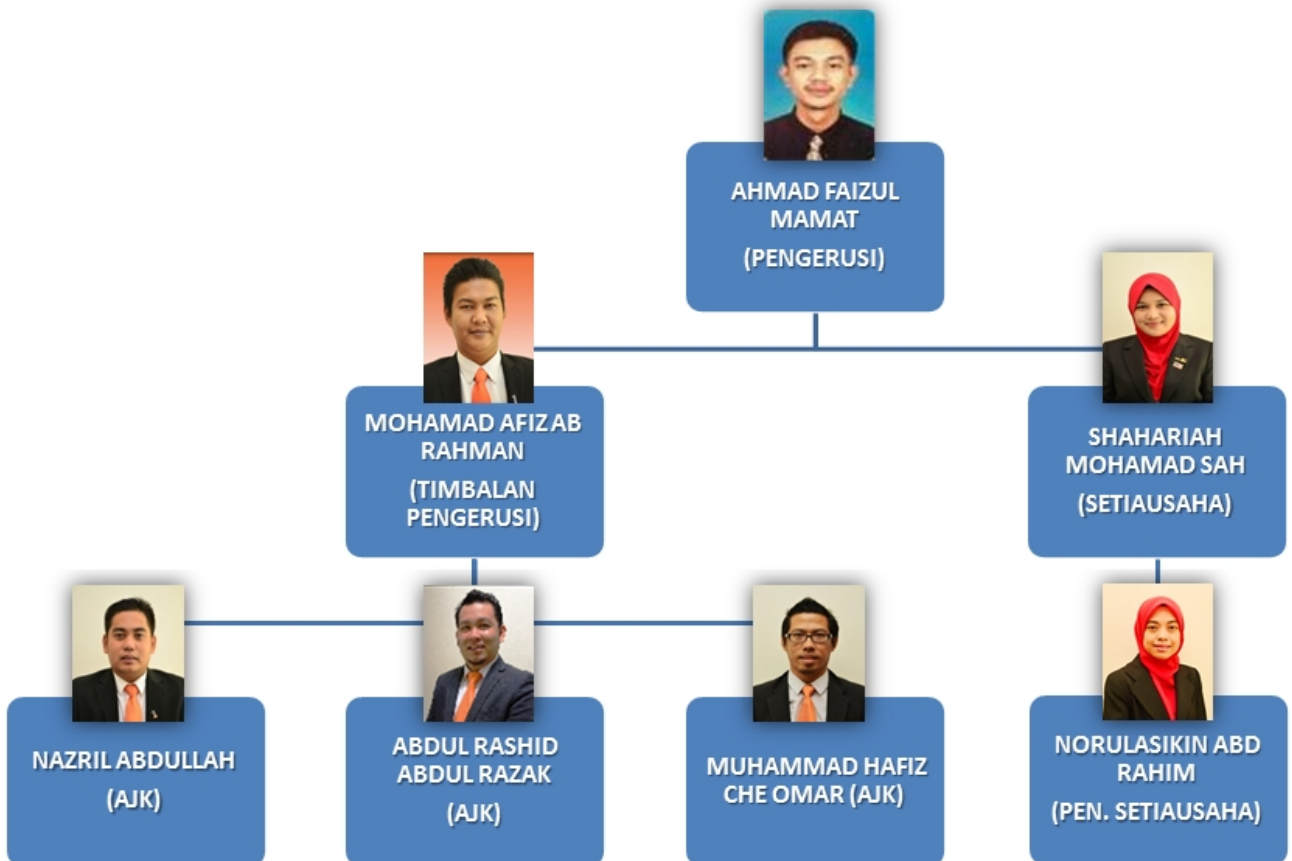 AHMAD FAIZUL
MAMAT
(PENGERUSI)
MOHAMAD AFIZ AB
RAHMAN
(TIMBALAN
PENGERUSI)
SHAHARIAH
MOHAMAD SAH
(SETIAUSAHA)
NAZRIL ABDULLAH
(AJK)
ABDUL RASHID
ABDUL RAZAK
(AJK)
MUHAMMAD HAFIZ
CHE OMAR (AJK)
NORULASIKIN ABD
RAHIM
(PEN. SETIAUSAHA)